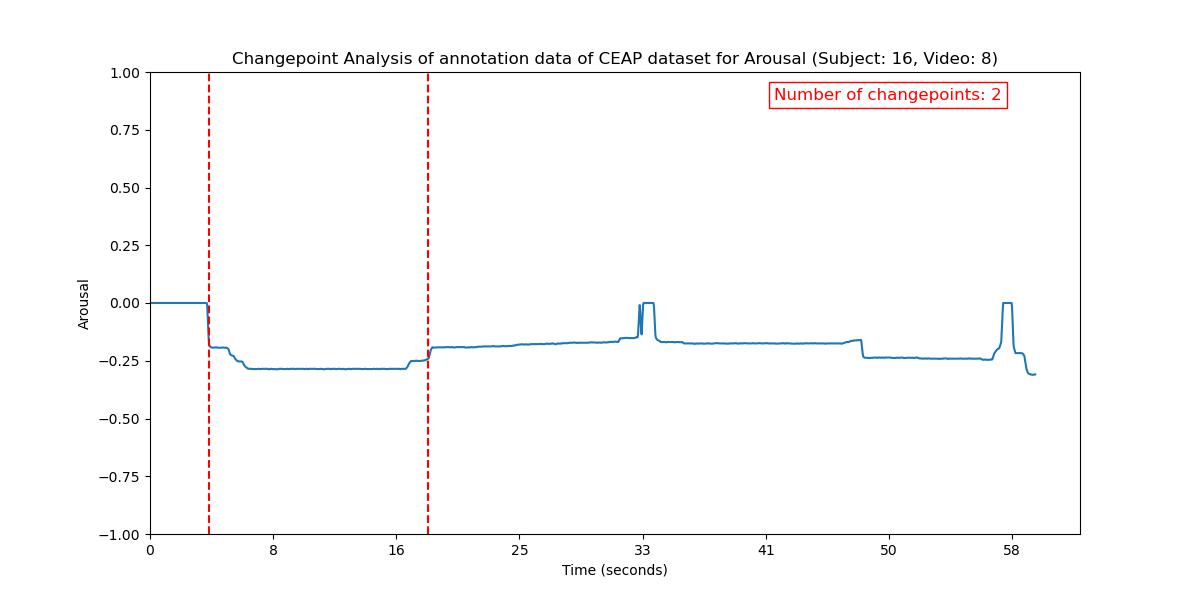 Changepoint Analysis of annotation data of CEAP dataset for Arousal (Subject: 16, Video: 8)
Number of changepoints: 2
1.00
0.75
0.50
0.25
0.00
−0.25
−0.50
−0.75
−1.00
Arousal
0 8 16 25 33 41 50 58
Time (seconds)